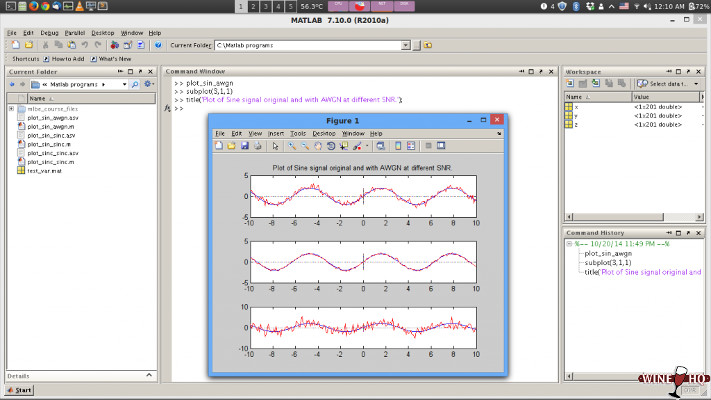 1 2 3 4 5 56.3°C CPU 4 12:10 AM 72%
MATLAB 7.10.0 (R2010a)
File Edit Debug Parallel Desktop Window Help
Current Folder: C:\Matlab programs
Shortcuts How to Add What's New
Current Folder
« Matlab programs
Name
mlbe_course_files
plot_sin_awgn.asv
plot_sin_awgn.m
plot_sin_sinc.asv
plot_sin_sinc.m
plot_sinc_sinc.asv
plot_sinc_sinc.m
test_var.mat
Details
Start
Command Window
>> plot_sin_awgn
>> subplot(3,1,1)
>> title('Plot of Sine signal original and with AWGN at different SNR.');
fx >>
Figure 1
File Edit View Insert Tools Desktop Window Help
Plot of Sine signal original and with AWGN at different SNR.
5
0
-5
-10 -8 -6 -4 -2 0 2 4 6 8 10
5
0
-5
-10 -8 -6 -4 -2 0 2 4 6 8 10
10
0
-10
-10 -8 -6 -4 -2 0 2 4 6 8 10
Workspace
Select data t...
Name Value
x <1x201 double>
y <1x201 double>
z <1x201 double>
Command History
%-- 10/20/14 11:49 PM --%
plot_sin_awgn
subplot(3,1,1)
title('Plot of Sine signal original and
WINE HQ
OVR